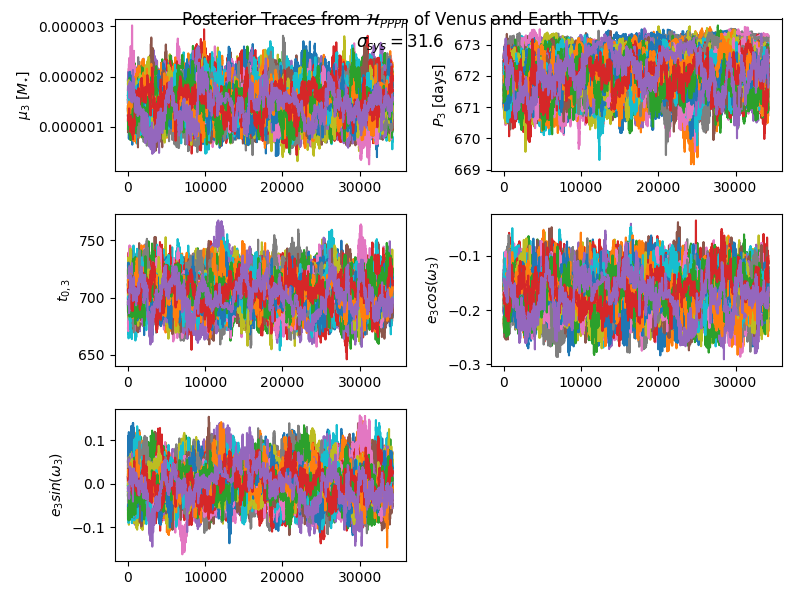 Posterior Traces from $\mathcal{H}_{PPPP}$ of Venus and Earth TTVs
$\sigma_{sys}$ = 31.6
0.000003
0.000002
0.000001
$\mu_3$ [$M_\star$]
0 10000 20000 30000
673
672
671
670
669
$P_3$ [days]
0 10000 20000 30000
750
700
650
$t_{0,3}$
0 10000 20000 30000
−0.1
−0.2
−0.3
$e_3cos(\omega_3)$
0 10000 20000 30000
0.1
0.0
−0.1
$e_3sin(\omega_3)$
0 10000 20000 30000